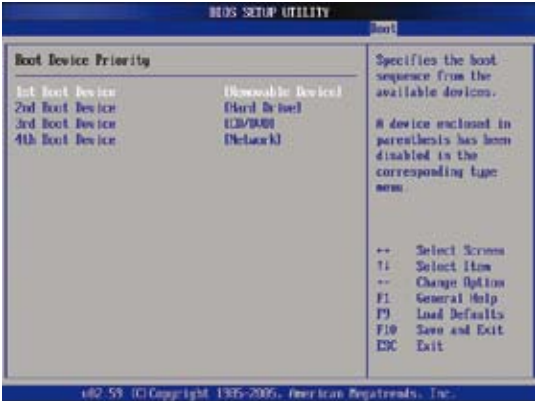 BIOS SETUP UTILITY
Boot
Boot Device Priority
1st Boot Device [Removable Device]
2nd Boot Device [Hard Drive]
3rd Boot Device [CD/DVD]
4th Boot Device [Network]
Specifies the boot
sequence from the
available devices.
A device enclosed in
parenthesis has been
disabled in the
corresponding type
menu.
↔ Select Screen
↑↓ Select Item
+- Change Option
F1 General Help
F9 Load Defaults
F10 Save and Exit
ESC Exit
v02.59 (C)Copyright 1985-2005, American Megatrends, Inc.